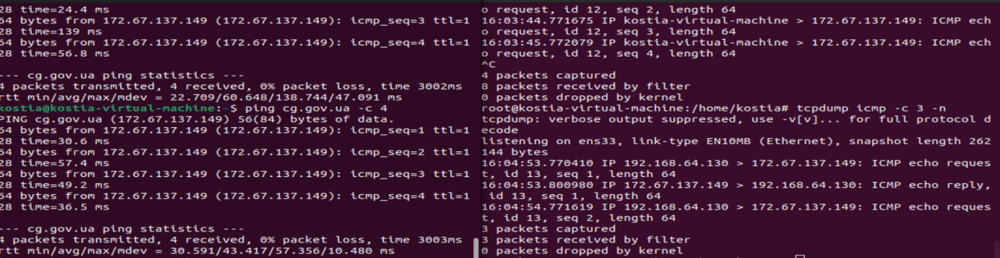 28 time=24.4 ms
64 bytes from 172.67.137.149 (172.67.137.149): icmp_seq=3 ttl=1
28 time=139 ms
64 bytes from 172.67.137.149 (172.67.137.149): icmp_seq=4 ttl=1
28 time=56.8 ms
--- cg.gov.ua ping statistics ---
4 packets transmitted, 4 received, 0% packet loss, time 3002ms
rtt min/avg/max/mdev = 22.709/60.648/138.744/47.091 ms
kostia@kostia-virtual-machine:~$ ping cg.gov.ua -c 4
PING cg.gov.ua (172.67.137.149) 56(84) bytes of data.
64 bytes from 172.67.137.149 (172.67.137.149): icmp_seq=1 ttl=1
28 time=30.6 ms
64 bytes from 172.67.137.149 (172.67.137.149): icmp_seq=2 ttl=1
28 time=57.4 ms
64 bytes from 172.67.137.149 (172.67.137.149): icmp_seq=3 ttl=1
28 time=49.2 ms
64 bytes from 172.67.137.149 (172.67.137.149): icmp_seq=4 ttl=1
28 time=36.5 ms
--- cg.gov.ua ping statistics ---
4 packets transmitted, 4 received, 0% packet loss, time 3003ms
rtt min/avg/max/mdev = 30.591/43.417/57.356/10.480 ms
o request, id 12, seq 2, length 64
16:03:44.771675 IP kostia-virtual-machine > 172.67.137.149: ICMP ech
o request, id 12, seq 3, length 64
16:03:45.772079 IP kostia-virtual-machine > 172.67.137.149: ICMP ech
o request, id 12, seq 4, length 64
^C
4 packets captured
8 packets received by filter
0 packets dropped by kernel
root@kostia-virtual-machine:/home/kostia# tcpdump icmp -c 3 -n
tcpdump: verbose output suppressed, use -v[v]... for full protocol d
ecode
listening on ens33, link-type EN10MB (Ethernet), snapshot length 262
144 bytes
16:04:53.770410 IP 192.168.64.130 > 172.67.137.149: ICMP echo reques
t, id 13, seq 1, length 64
16:04:53.800980 IP 172.67.137.149 > 192.168.64.130: ICMP echo reply,
id 13, seq 1, length 64
16:04:54.771619 IP 192.168.64.130 > 172.67.137.149: ICMP echo reques
t, id 13, seq 2, length 64
3 packets captured
3 packets received by filter
0 packets dropped by kernel